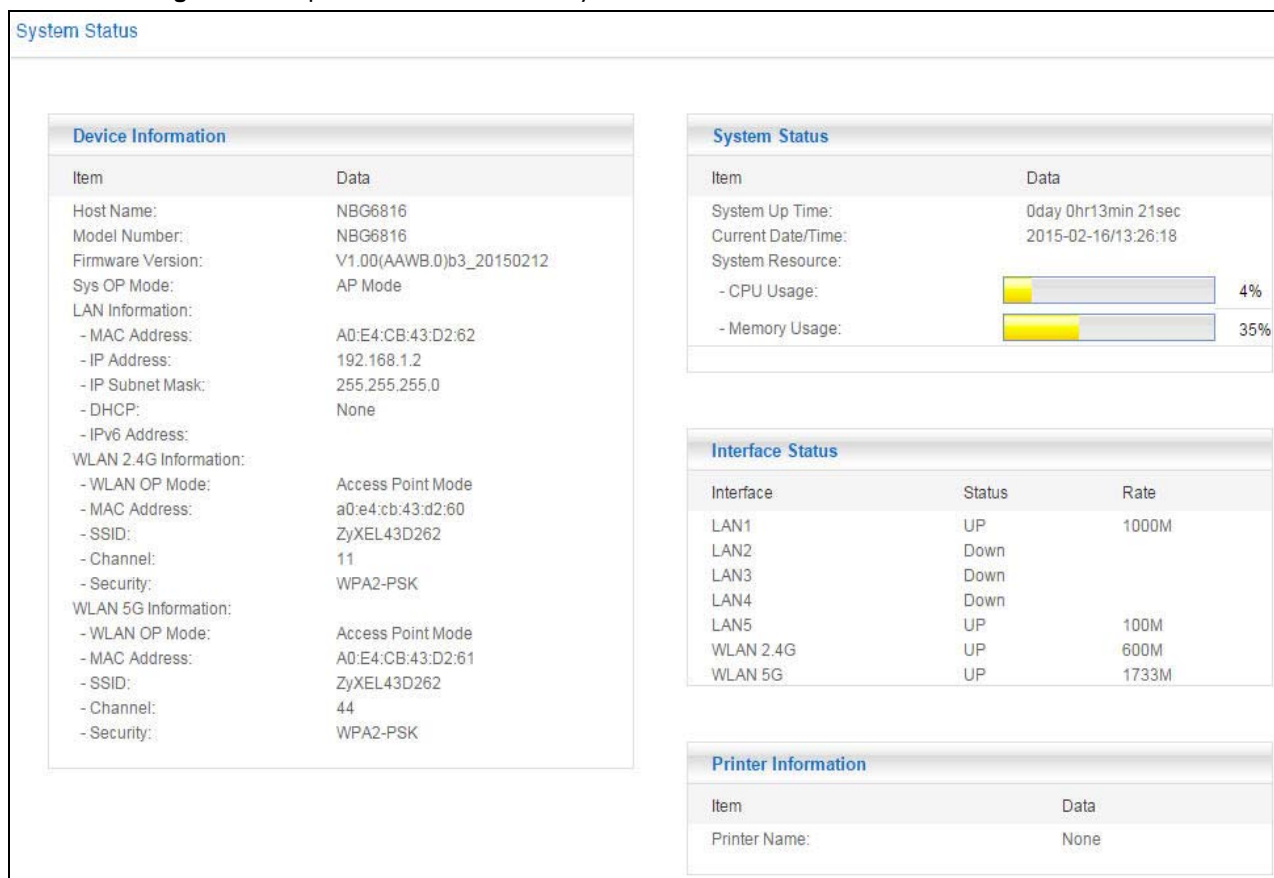 System Status
Device Information
Item Data
Host Name: NBG6816
Model Number: NBG6816
Firmware Version: V1.00(AAWB.0)b3_20150212
Sys OP Mode: AP Mode
LAN Information:
- MAC Address: A0:E4:CB:43:D2:62
- IP Address: 192.168.1.2
- IP Subnet Mask: 255.255.255.0
- DHCP: None
- IPv6 Address:
WLAN 2.4G Information:
- WLAN OP Mode: Access Point Mode
- MAC Address: a0:e4:cb:43:d2:60
- SSID: ZyXEL43D262
- Channel: 11
- Security: WPA2-PSK
WLAN 5G Information:
- WLAN OP Mode: Access Point Mode
- MAC Address: A0:E4:CB:43:D2:61
- SSID: ZyXEL43D262
- Channel: 44
- Security: WPA2-PSK
System Status
Item Data
System Up Time: 0day 0hr13min 21sec
Current Date/Time: 2015-02-16/13:26:18
System Resource:
- CPU Usage: 4%
- Memory Usage: 35%
Interface Status
Interface Status Rate
LAN1 UP 1000M
LAN2 Down
LAN3 Down
LAN4 Down
LAN5 UP 100M
WLAN 2.4G UP 600M
WLAN 5G UP 1733M
Printer Information
Item Data
Printer Name: None